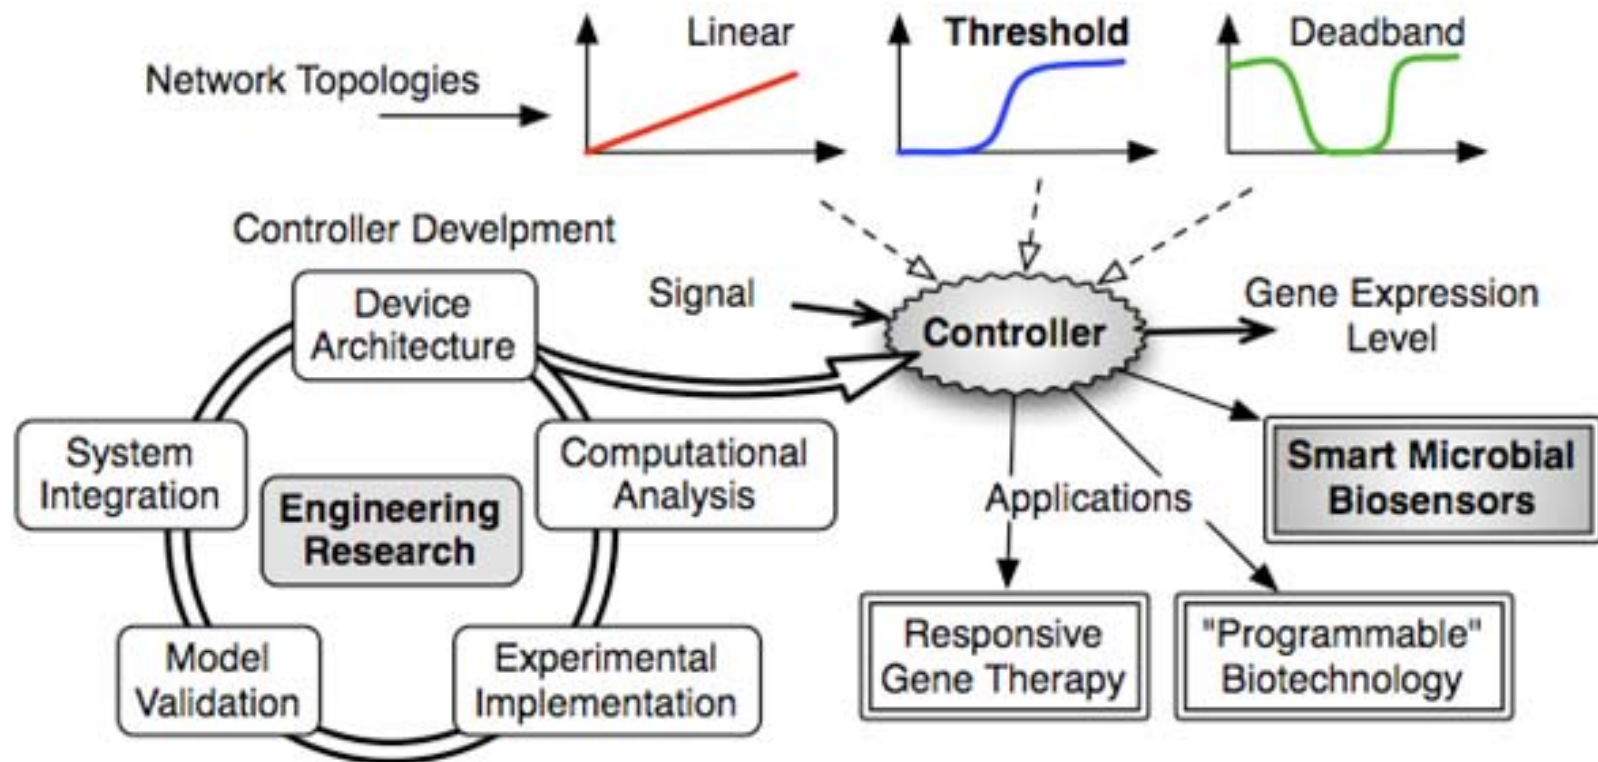 Linear
Threshold
Deadband
Network Topologies
Controller Develpment
Device
Architecture
Signal
Controller
Gene Expression
Level
System
Integration
Computational
Analysis
Engineering
Research
Smart Microbial
Biosensors
Applications
Model
Validation
Experimental
Implementation
Responsive
Gene Therapy
"Programmable"
Biotechnology